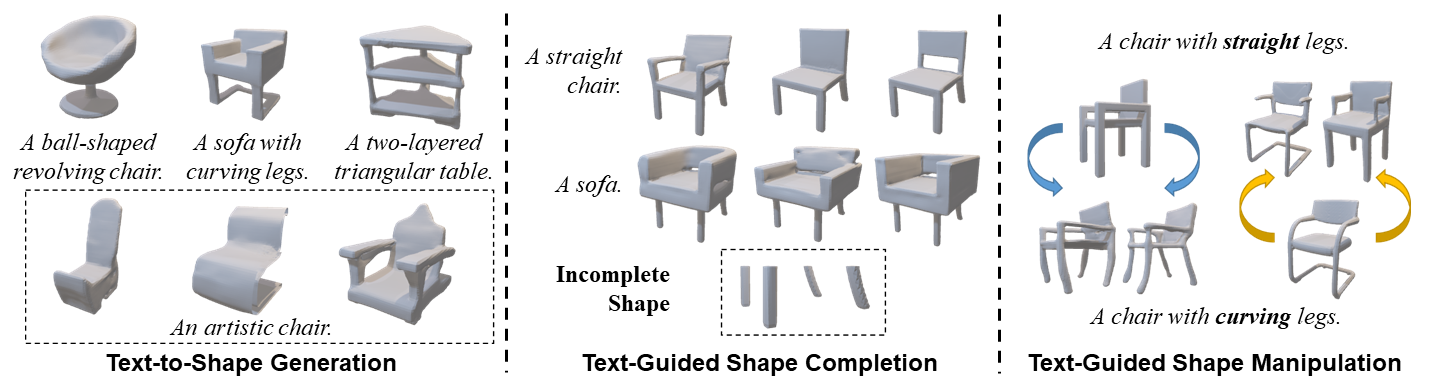 A ball-shaped
revolving chair.
A sofa with
curving legs.
A two-layered
triangular table.
An artistic chair.
Text-to-Shape Generation
A straight
chair.
A sofa.
Incomplete
Shape
Text-Guided Shape Completion
A chair with straight legs.
A chair with curving legs.
Text-Guided Shape Manipulation